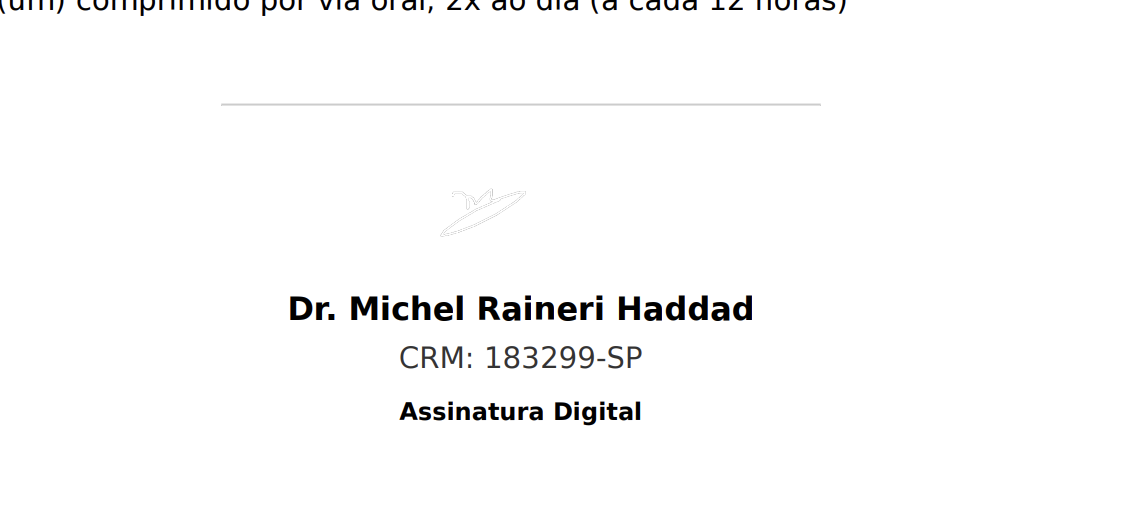 (um) comprimido por via oral, 2x ao dia (a cada 12 horas)
Dr. Michel Raineri Haddad
CRM: 183299-SP
Assinatura Digital